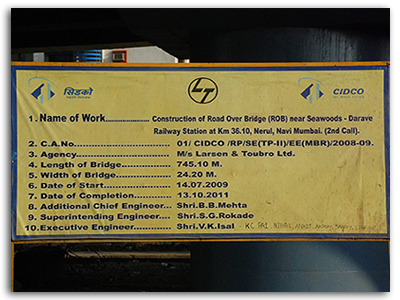 सिडको
LT
CIDCO
1. Name of Work.................. Construction of Road Over Bridge (ROB) near Seawoods - Darave
Railway Station at Km 36.10, Nerul, Navi Mumbai. (2nd Call).
2. C.A.No............................. 01/ CIDCO /RP/SE(TP-II)/EE(MBR)/2008-09.
3. Agency............................ M/s Larsen & Toubro Ltd.
4. Length of Bridge............... 745.10 M.
5. Width of Bridge................ 24.20 M.
6. Date of Start.................... 14.07.2009
7. Date of Completion........... 13.10.2011
8. Additional Chief Engineer... Shri.B.B.Mehta
9. Superintending Engineer.... Shri.S.G.Rokade
10. Executive Engineer............ Shri.V.K.Isal